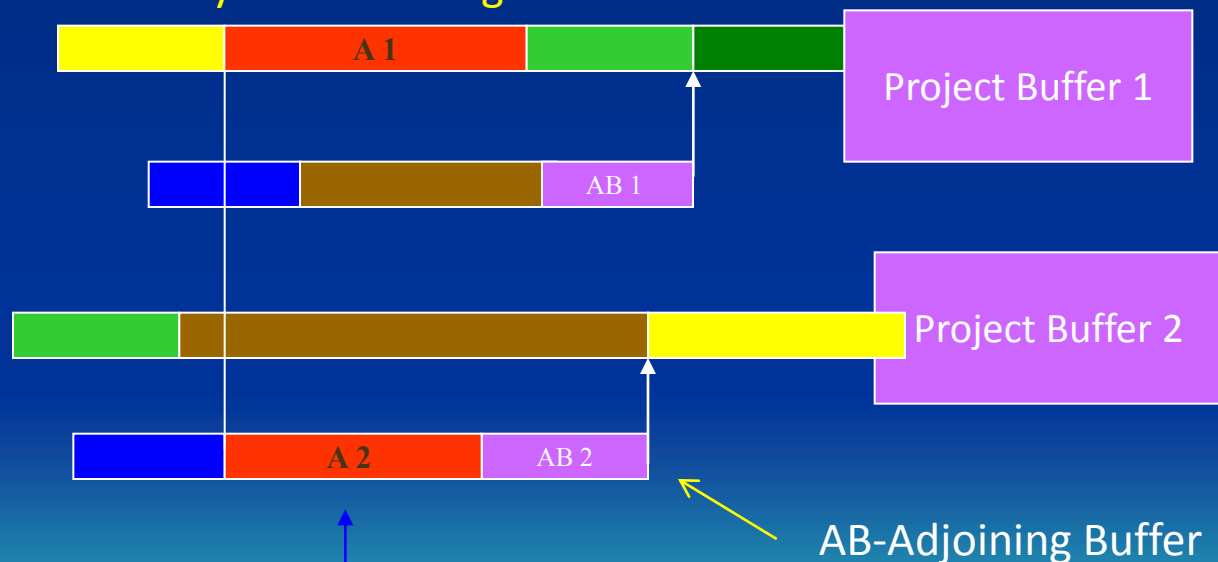 A 1
Project Buffer 1
AB 1
Project Buffer 2
A 2
AB 2
AB-Adjoining Buffer